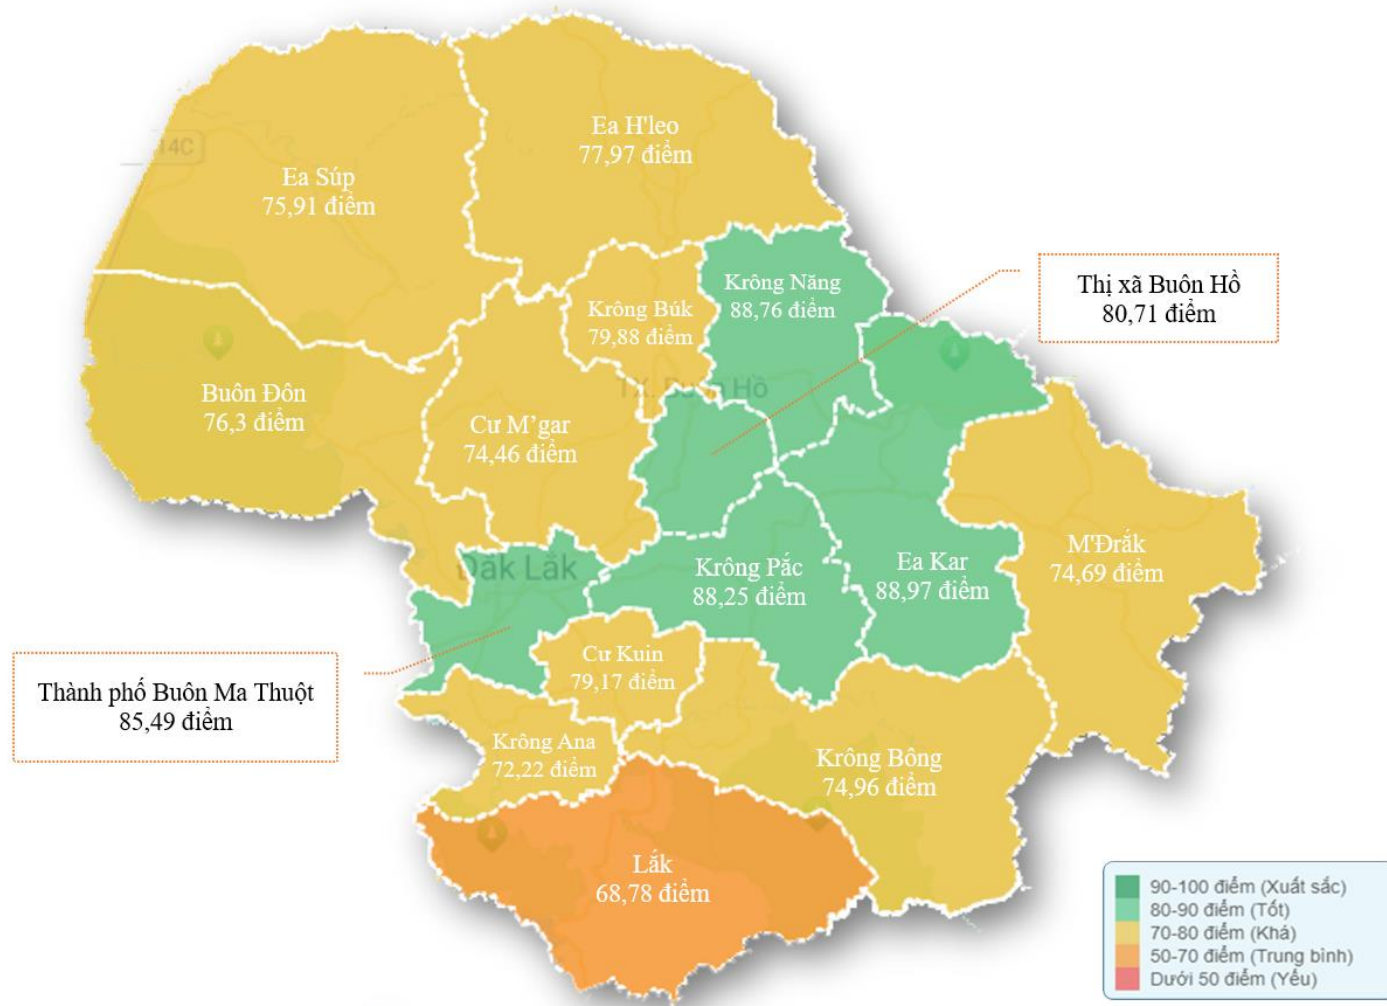 Ea H'leo
77,97 điểm
14C
Ea Súp
75,91 điểm
Krông Năng
88,76 điểm
Thị xã Buôn Hồ
80,71 điểm
Krông Búk
79,88 điểm
TX. Buôn Hồ
Buôn Đôn
76,3 điểm
Cư M’gar
74,46 điểm
M'Đrắk
74,69 điểm
Đắk Lắk
Krông Pắc
88,25 điểm
Ea Kar
88,97 điểm
Cư Kuin
79,17 điểm
Thành phố Buôn Ma Thuột
85,49 điểm
Krông Ana
72,22 điểm
Krông Bông
74,96 điểm
Lắk
68,78 điểm
90-100 điểm (Xuất sắc)
80-90 điểm (Tốt)
70-80 điểm (Khá)
50-70 điểm (Trung bình)
Dưới 50 điểm (Yếu)